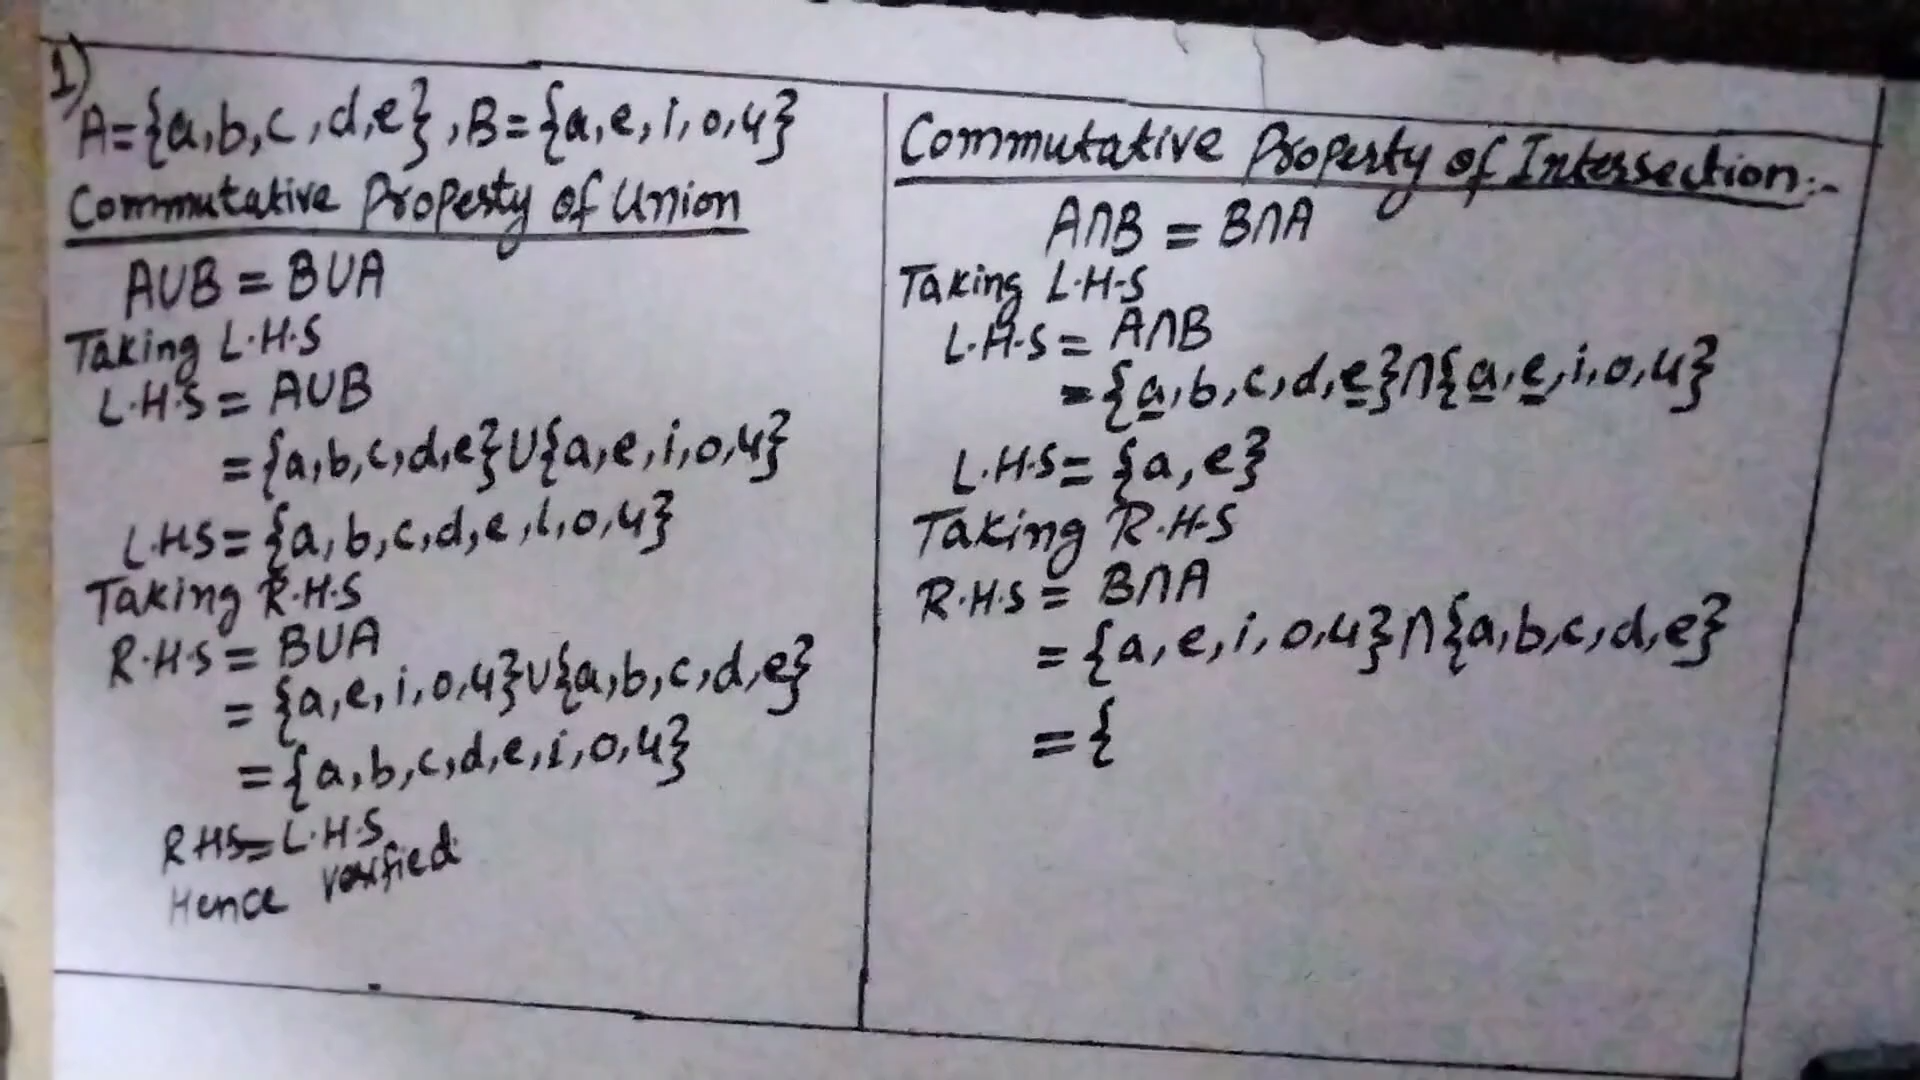 1)
A={a,b,c,d,e},B={a,e,i,o,u}
Commutative Property of Union
AUB = BUA
Taking L.H.S
L.H.S = AUB
={a,b,c,d,e}U{a,e,i,o,u}
L.HS={a,b,c,d,e,i,o,u}
Taking R.H.S
R.H.S = BUA
= {a,e,i,o,u}U{a,b,c,d,e}
={a,b,c,d,e,i,o,u}
RHS=L.H.S
Hence verified
Commutative Property of Intersection:-
A∩B = B∩A
Taking L.H.S
L.H.S = A∩B
={a,b,c,d,e}∩{a,e,i,o,u}
L.H.S= {a,e}
Taking R.H.S
R.H.S = B∩A
={a,e,i,o,u}∩{a,b,c,d,e}
={